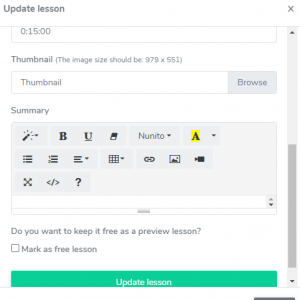 Update lesson
0:15:00
Thumbnail (The image size should be: 979 x 551)
Thumbnail Browse
Summary
B U Nunito A
</> ?
Do you want to keep it free as a preview lesson?
Mark as free lesson
Update lesson